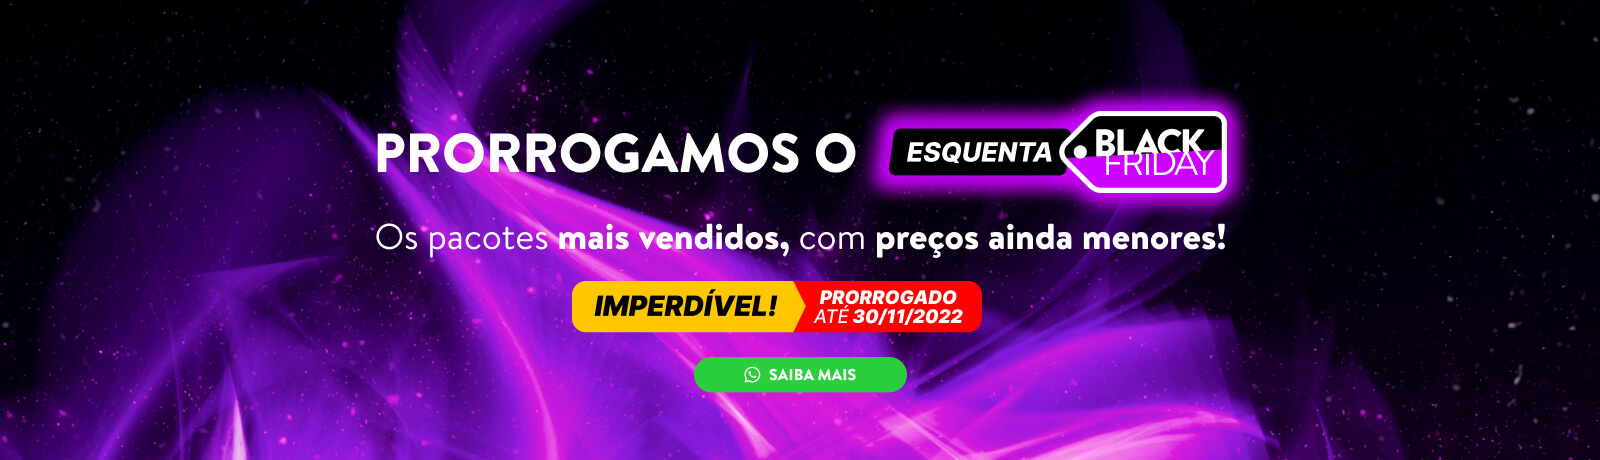 PRORROGAMOS O ESQUENTA BLACK FRIDAY
Os pacotes mais vendidos, com preços ainda menores!
IMPERDÍVEL! PRORROGADO
ATÉ 30/11/2022
SAIBA MAIS